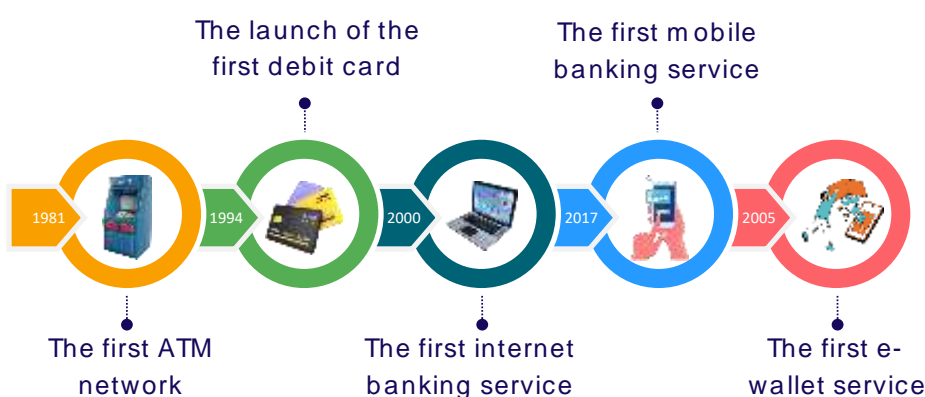 The launch of the
first debit card
The first mobile
banking service
1981
1994
2000
2017
2005
The first ATM
network
The first internet
banking service
The first e-
wallet service